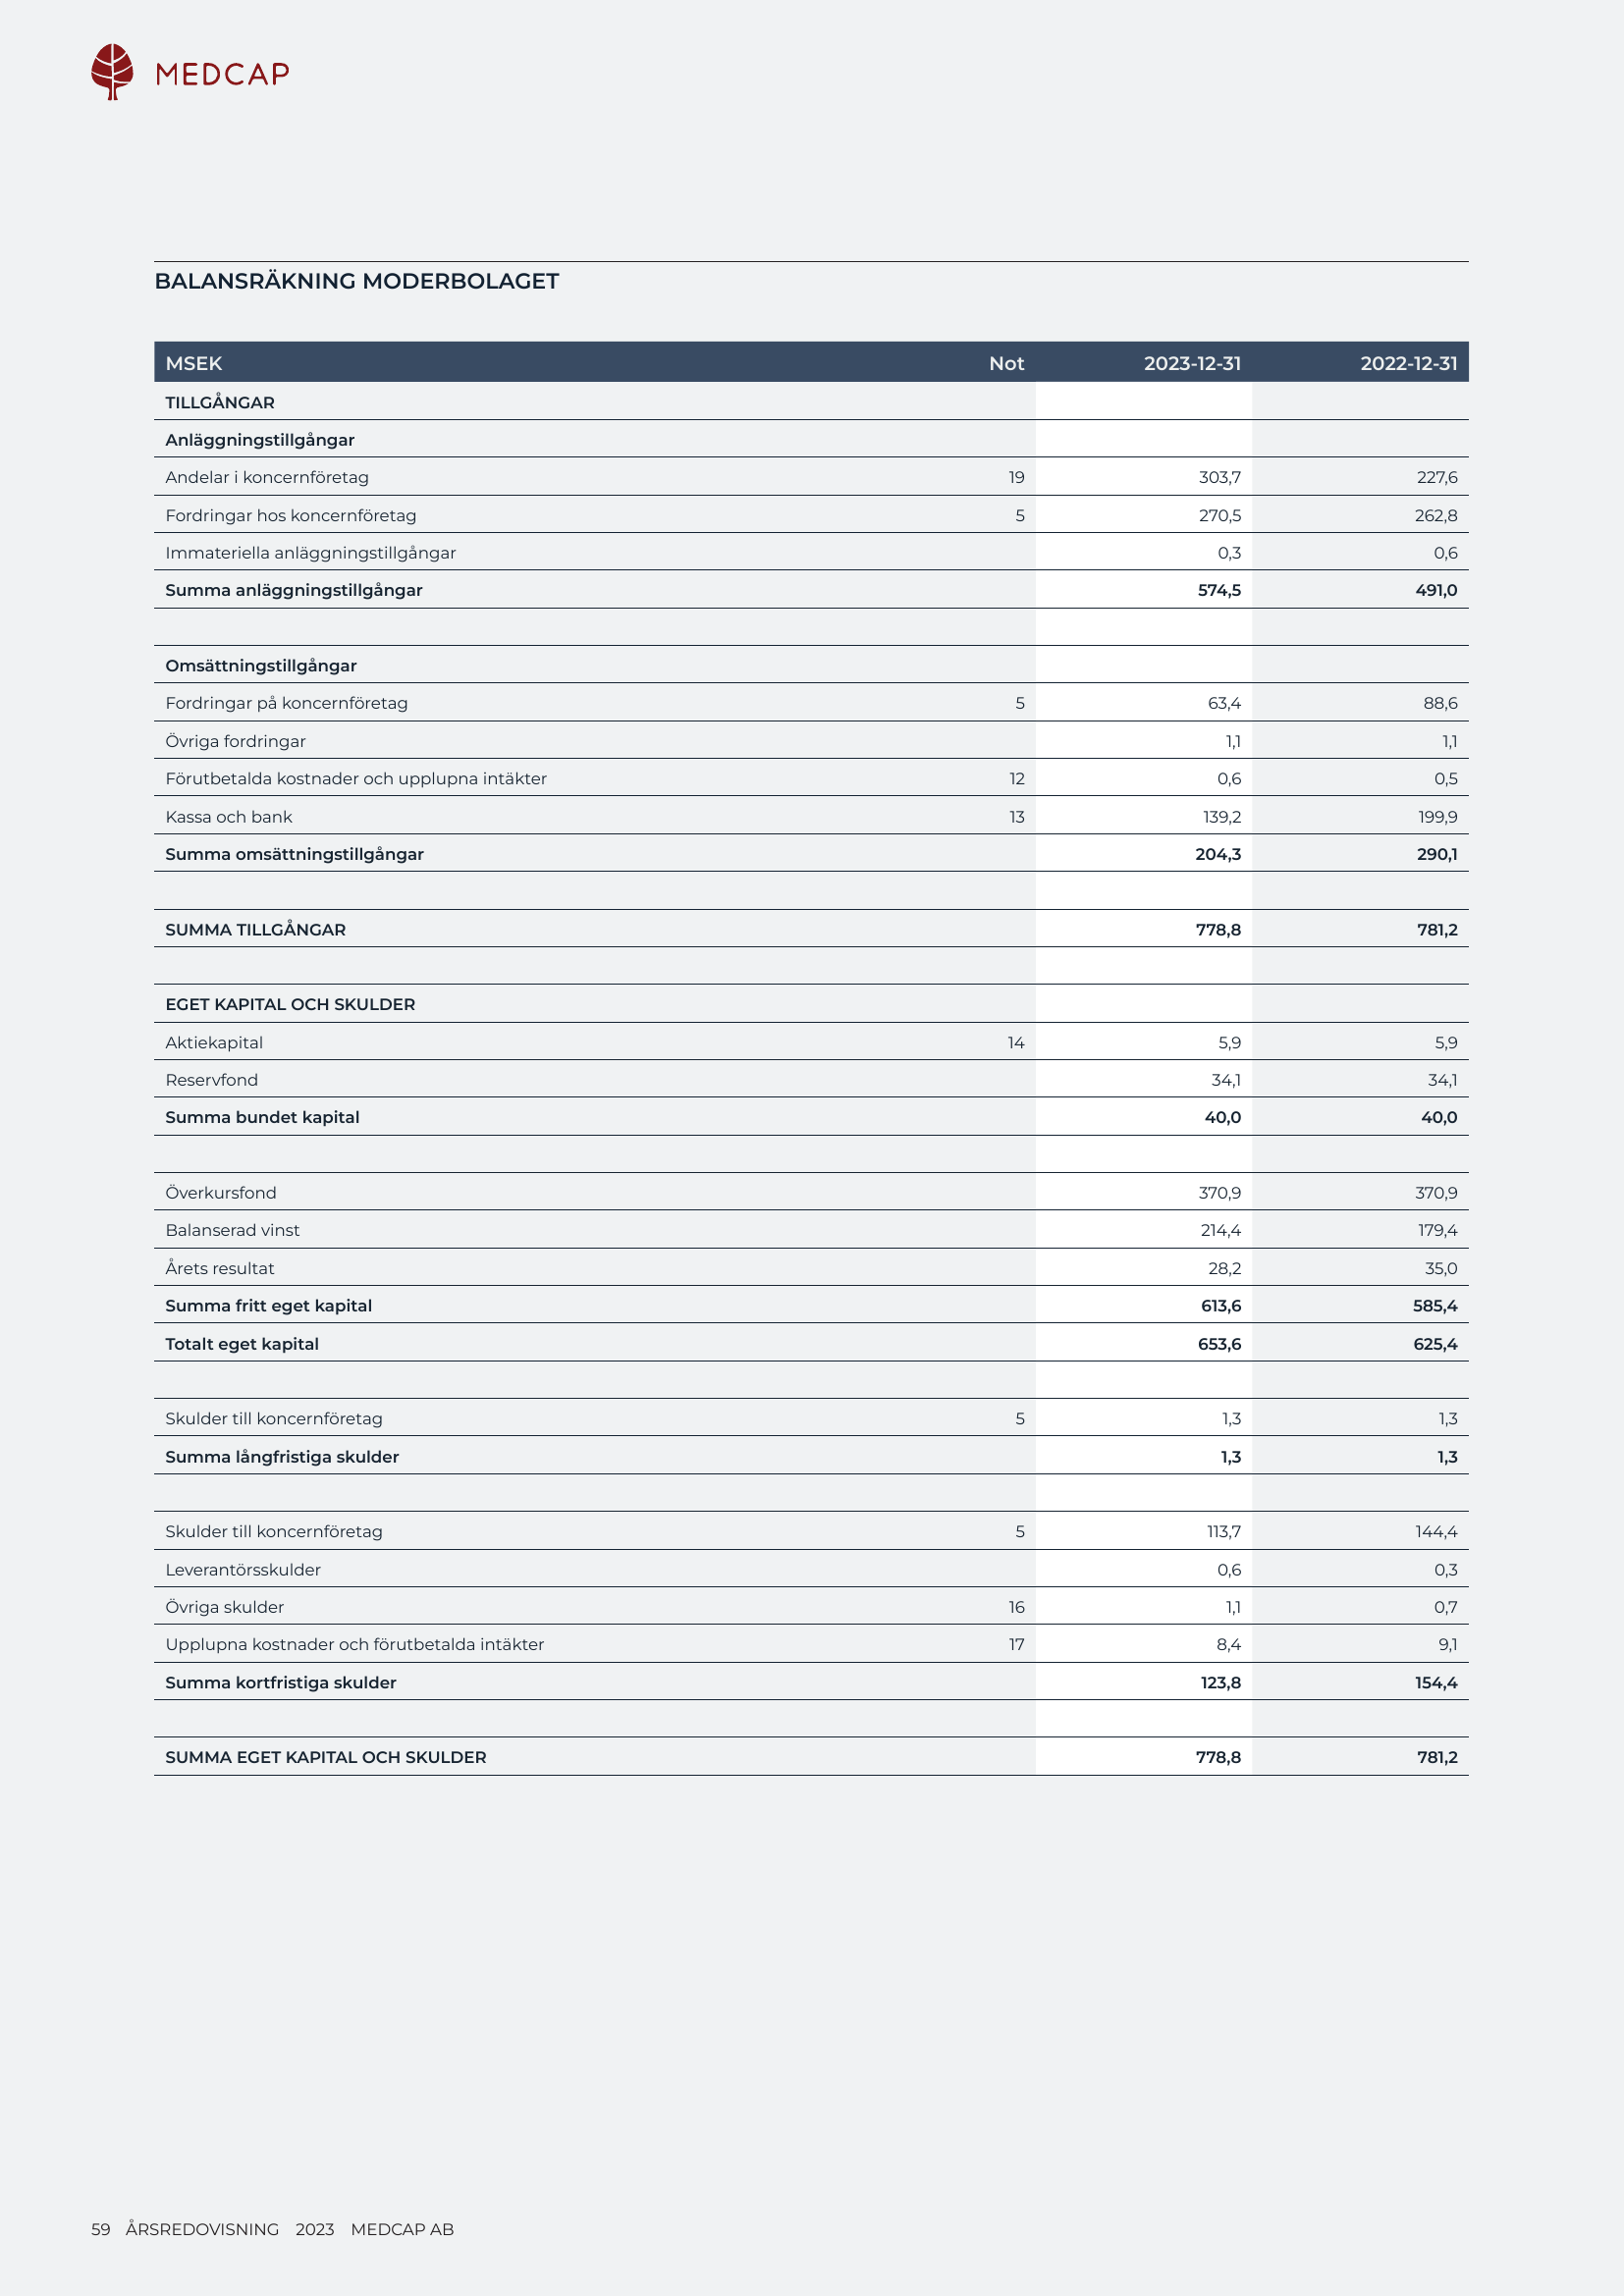 MEDCAP
BALANSRÄKNING MODERBOLAGET
MSEK Not 2023-12-31 2022-12-31
TILLGÅNGAR
Anläggningstillgångar
Andelar i koncernföretag 19 303,7 227,6
Fordringar hos koncernföretag 5 270,5 262,8
Immateriella anläggningstillgångar 0,3 0,6
Summa anläggningstillgångar 574,5 491,0
Omsättningstillgångar
Fordringar på koncernföretag 5 63,4 88,6
Övriga fordringar 1,1 1,1
Förutbetalda kostnader och upplupna intäkter 12 0,6 0,5
Kassa och bank 13 139,2 199,9
Summa omsättningstillgångar 204,3 290,1
SUMMA TILLGÅNGAR 778,8 781,2
EGET KAPITAL OCH SKULDER
Aktiekapital 14 5,9 5,9
Reservfond 34,1 34,1
Summa bundet kapital 40,0 40,0
Överkursfond 370,9 370,9
Balanserad vinst 214,4 179,4
Årets resultat 28,2 35,0
Summa fritt eget kapital 613,6 585,4
Totalt eget kapital 653,6 625,4
Skulder till koncernföretag 5 1,3 1,3
Summa långfristiga skulder 1,3 1,3
Skulder till koncernföretag 5 113,7 144,4
Leverantörsskulder 0,6 0,3
Övriga skulder 16 1,1 0,7
Upplupna kostnader och förutbetalda intäkter 17 8,4 9,1
Summa kortfristiga skulder 123,8 154,4
SUMMA EGET KAPITAL OCH SKULDER 778,8 781,2
59 ÅRSREDOVISNING 2023 MEDCAP AB